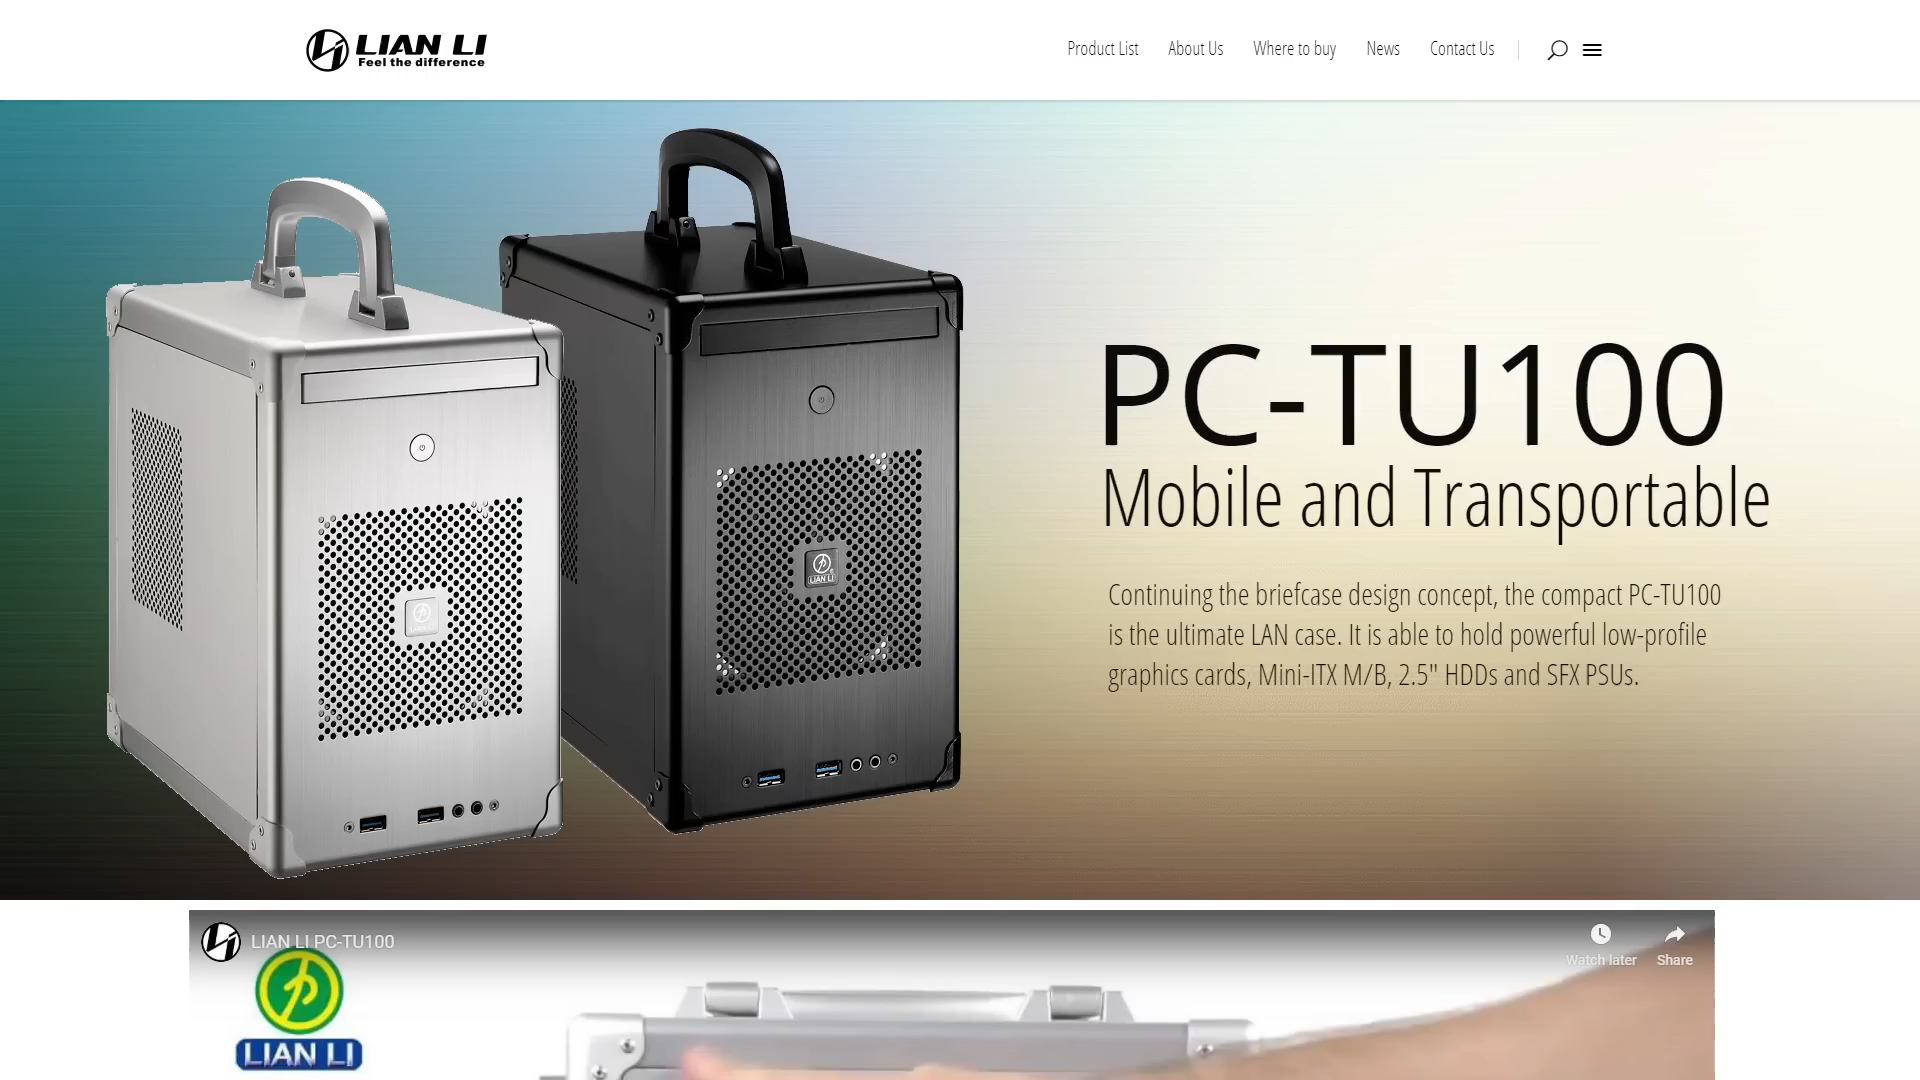 LIAN LI
Feel the difference
Product List
About Us
Where to buy
News
Contact Us
PC-TU100
Mobile and Transportable
Continuing the briefcase design concept, the compact PC-TU100
is the ultimate LAN case. It is able to hold powerful low-profile
graphics cards, Mini-ITX M/B, 2.5" HDDs and SFX PSUs.
LIAN LI
LIAN LI
LIAN LI PC-TU100
Watch later
Share
LIAN LI